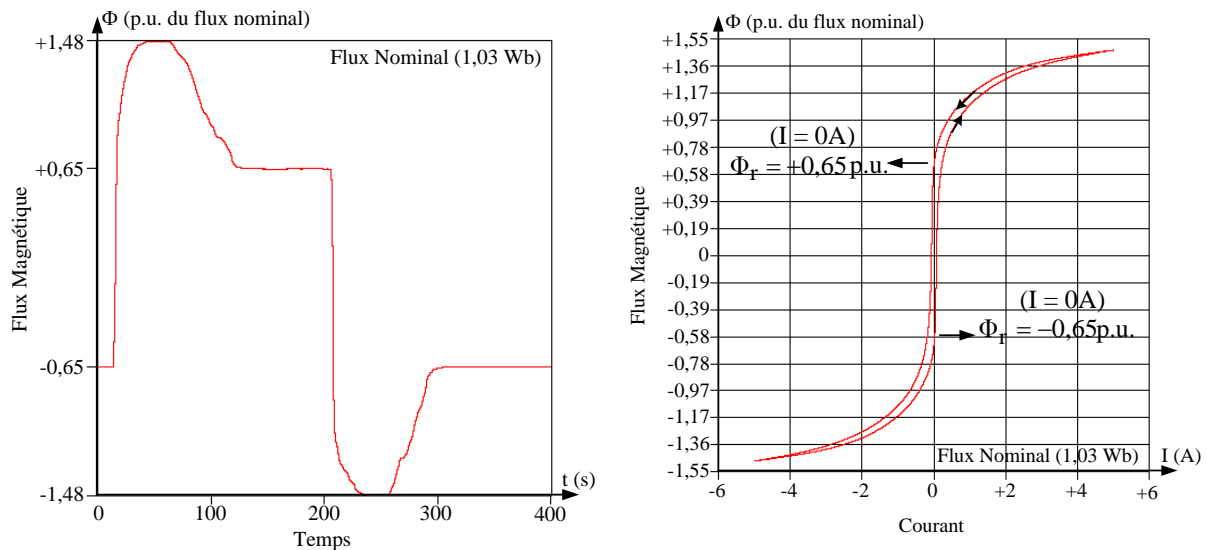 Φ (p.u. du flux nominal)
+1,48
Flux Nominal (1,03 Wb)
+0,65
Flux Magnétique
-0,65
-1,48
t (s)
0
100
200
300
400
Temps
Φ (p.u. du flux nominal)
+1,55
+1,36
+1,17
+0,97
+0,78
+0,58
+0,39
+0,19
0
-0,19
-0,39
-0,58
-0,78
-0,97
-1,17
-1,36
-1,55
Flux Magnétique
(I = 0A)
Φr = +0,65 p.u.
(I = 0A)
Φr = −0,65p.u.
Flux Nominal (1,03 Wb)
I (A)
-6
-4
-2
0
+2
+4
+6
Courant